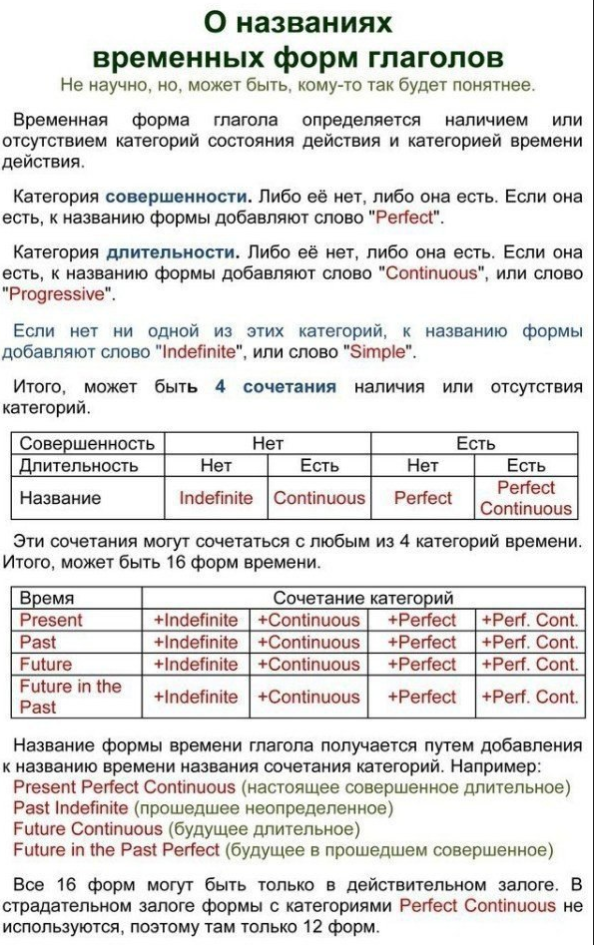 О названиях
временных форм глаголов
Не научно, но, может быть, кому-то так будет понятнее.
Временная форма глагола определяется наличием или
отсутствием категорий состояния действия и категорией времени
действия.
Категория совершенности. Либо её нет, либо она есть. Если она
есть, к названию формы добавляют слово "Perfect".
Категория длительности. Либо её нет, либо она есть. Если она
есть, к названию формы добавляют слово "Continuous", или слово
"Progressive".
Если нет ни одной из этих категорий, к названию формы
добавляют слово "Indefinite", или слово "Simple".
Итого, может быть 4 сочетания наличия или отсутствия
категорий.
Совершенность Нет Есть
Длительность Нет Есть Нет Есть
Название Indefinite Continuous Perfect Perfect
Continuous
Эти сочетания могут сочетаться с любым из 4 категорий времени.
Итого, может быть 16 форм времени.
Время Сочетание категорий
Present +Indefinite +Continuous +Perfect +Perf. Cont.
Past +Indefinite +Continuous +Perfect +Perf. Cont.
Future +Indefinite +Continuous +Perfect +Perf. Cont.
Future in the
Past +Indefinite +Continuous +Perfect +Perf. Cont.
Название формы времени глагола получается путем добавления
к названию времени названия сочетания категорий. Например:
Present Perfect Continuous (настоящее совершенное длительное)
Past Indefinite (прошедшее неопределенное)
Future Continuous (будущее длительное)
Future in the Past Perfect (будущее в прошедшем совершенное)
Все 16 форм могут быть только в действительном залоге. В
страдательном залоге формы с категориями Perfect Continuous не
используются, поэтому там только 12 форм.